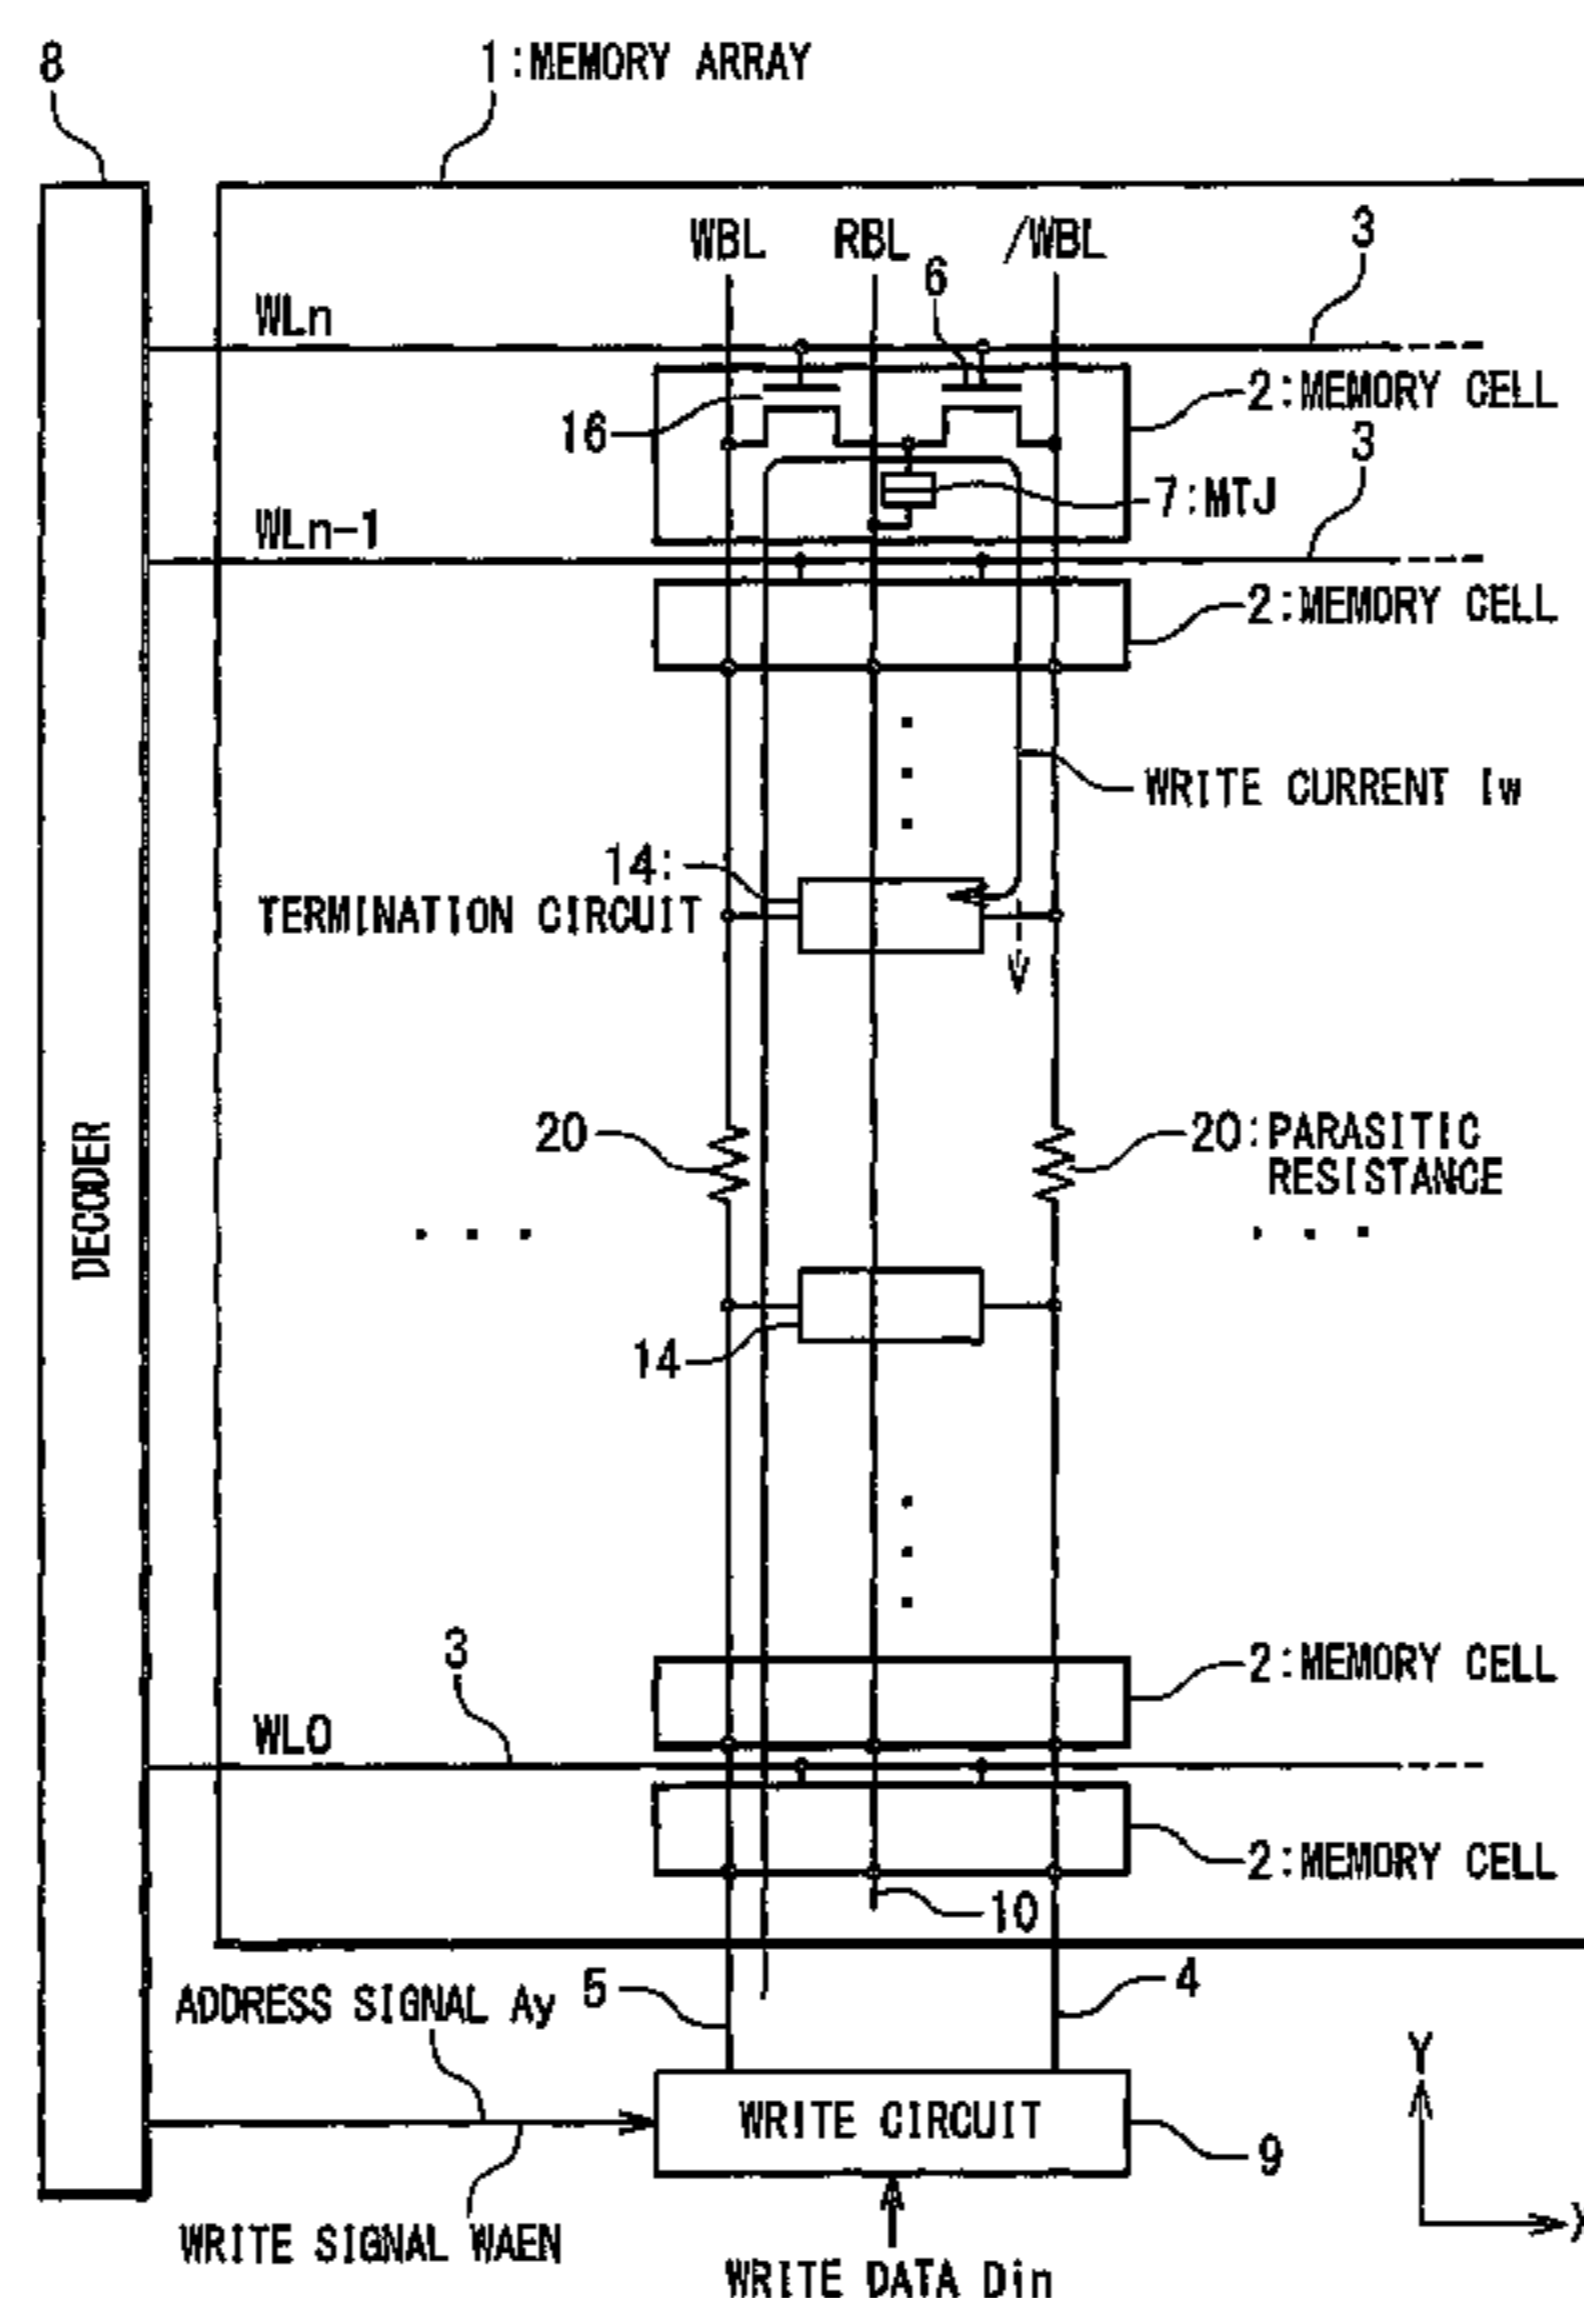 8
1:MEMORY ARRAY
WBL RBL /WBL
3
6
WLn
2:MEMORY CELL
16
3
7:MTJ
WLn-1
2:MEMORY CELL
WRITE CURRENT Iw
14:
TERMINATION CIRCUIT
20
20:PARASITIC
RESISTANCE
DECODER
14
3
2:MEMORY CELL
WL0
2:MEMORY CELL
10
ADDRESS SIGNAL Ay
5
4
Y
WRITE CIRCUIT
9
X
WRITE SIGNAL WAEN
WRITE DATA Din